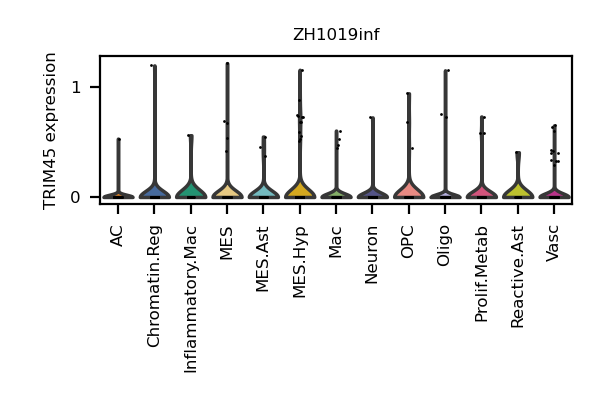 ZH1019inf
TRIM45 expression
1
0
AC
Chromatin.Reg
Inflammatory.Mac
MES
MES.Ast
MES.Hyp
Mac
Neuron
OPC
Oligo
Prolif.Metab
Reactive.Ast
Vasc